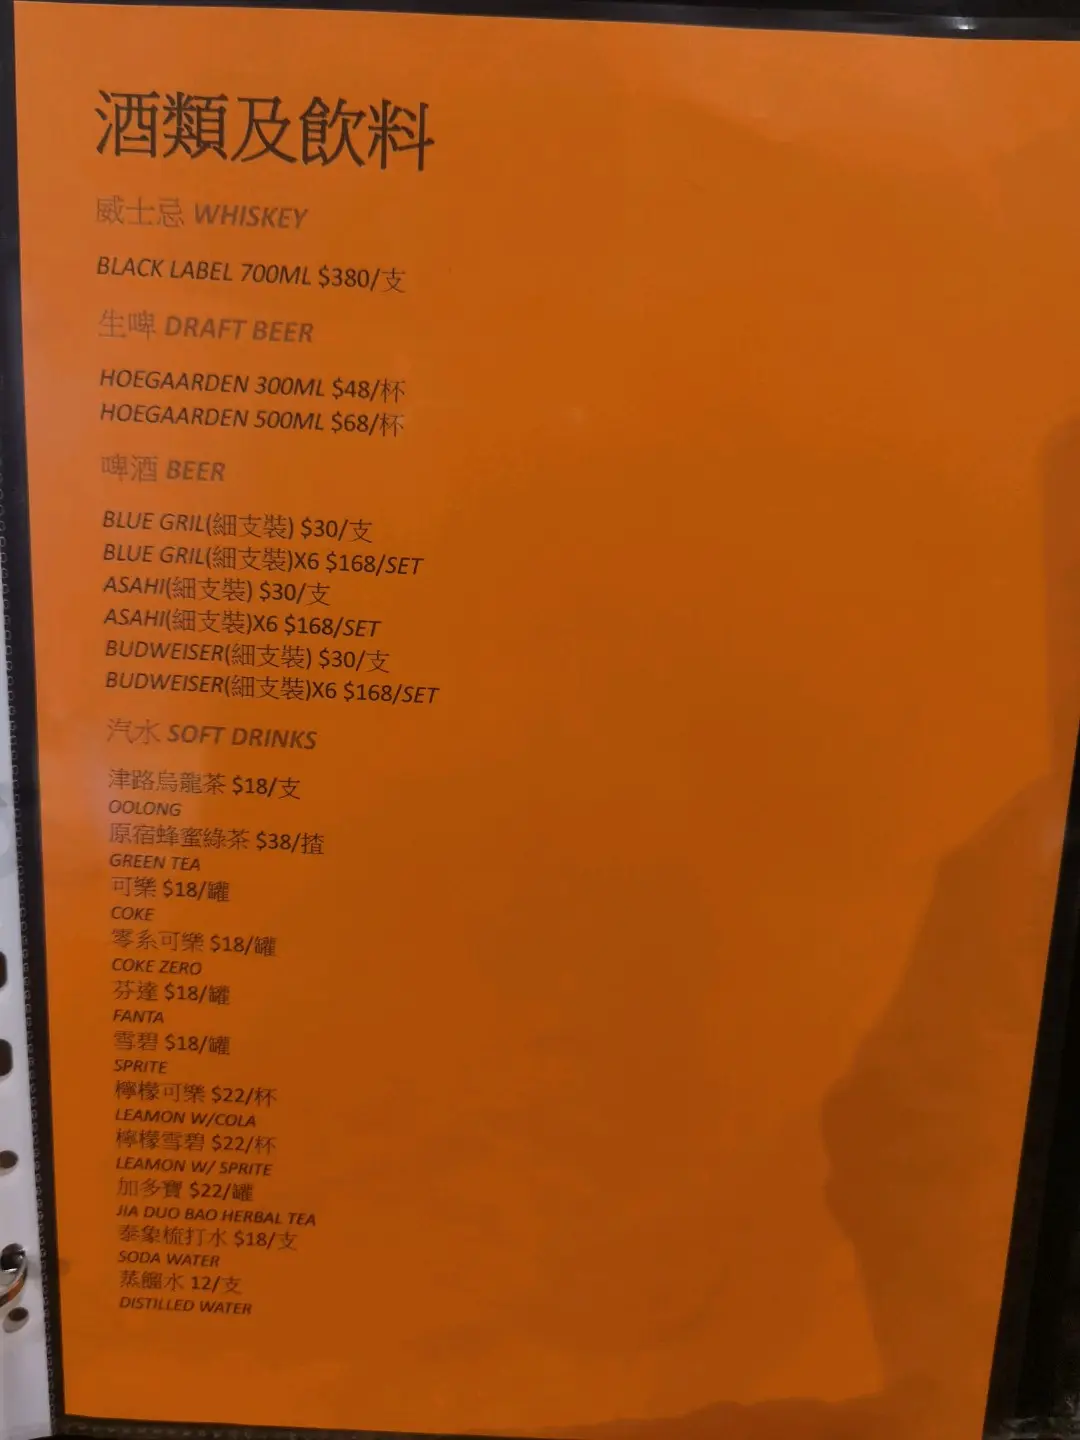 酒類及飲料
威士忌 WHISKEY
BLACK LABEL 700ML $380/支
生啤 DRAFT BEER
HOEGAARDEN 300ML $48/杯
HOEGAARDEN 500ML $68/杯
啤酒 BEER
BLUE GRIL(細支裝) $30/支
BLUE GRIL(細支裝)X6 $168/SET
ASAHI(細支裝) $30/支
ASAHI(細支裝)X6 $168/SET
BUDWEISER(細支裝) $30/支
BUDWEISER(細支裝)X6 $168/SET
汽水 SOFT DRINKS
津路烏龍茶 $18/支
OOLONG
原宿蜂蜜綠茶 $38/揸
GREEN TEA
可樂 $18/罐
COKE
零系可樂 $18/罐
COKE ZERO
芬達 $18/罐
FANTA
雪碧 $18/罐
SPRITE
檸檬可樂 $22/杯
LEAMON W/COLA
檸檬雪碧 $22/杯
LEAMON W/ SPRITE
加多寶 $22/罐
JIA DUO BAO HERBAL TEA
泰象梳打水 $18/支
SODA WATER
蒸餾水 12/支
DISTILLED WATER